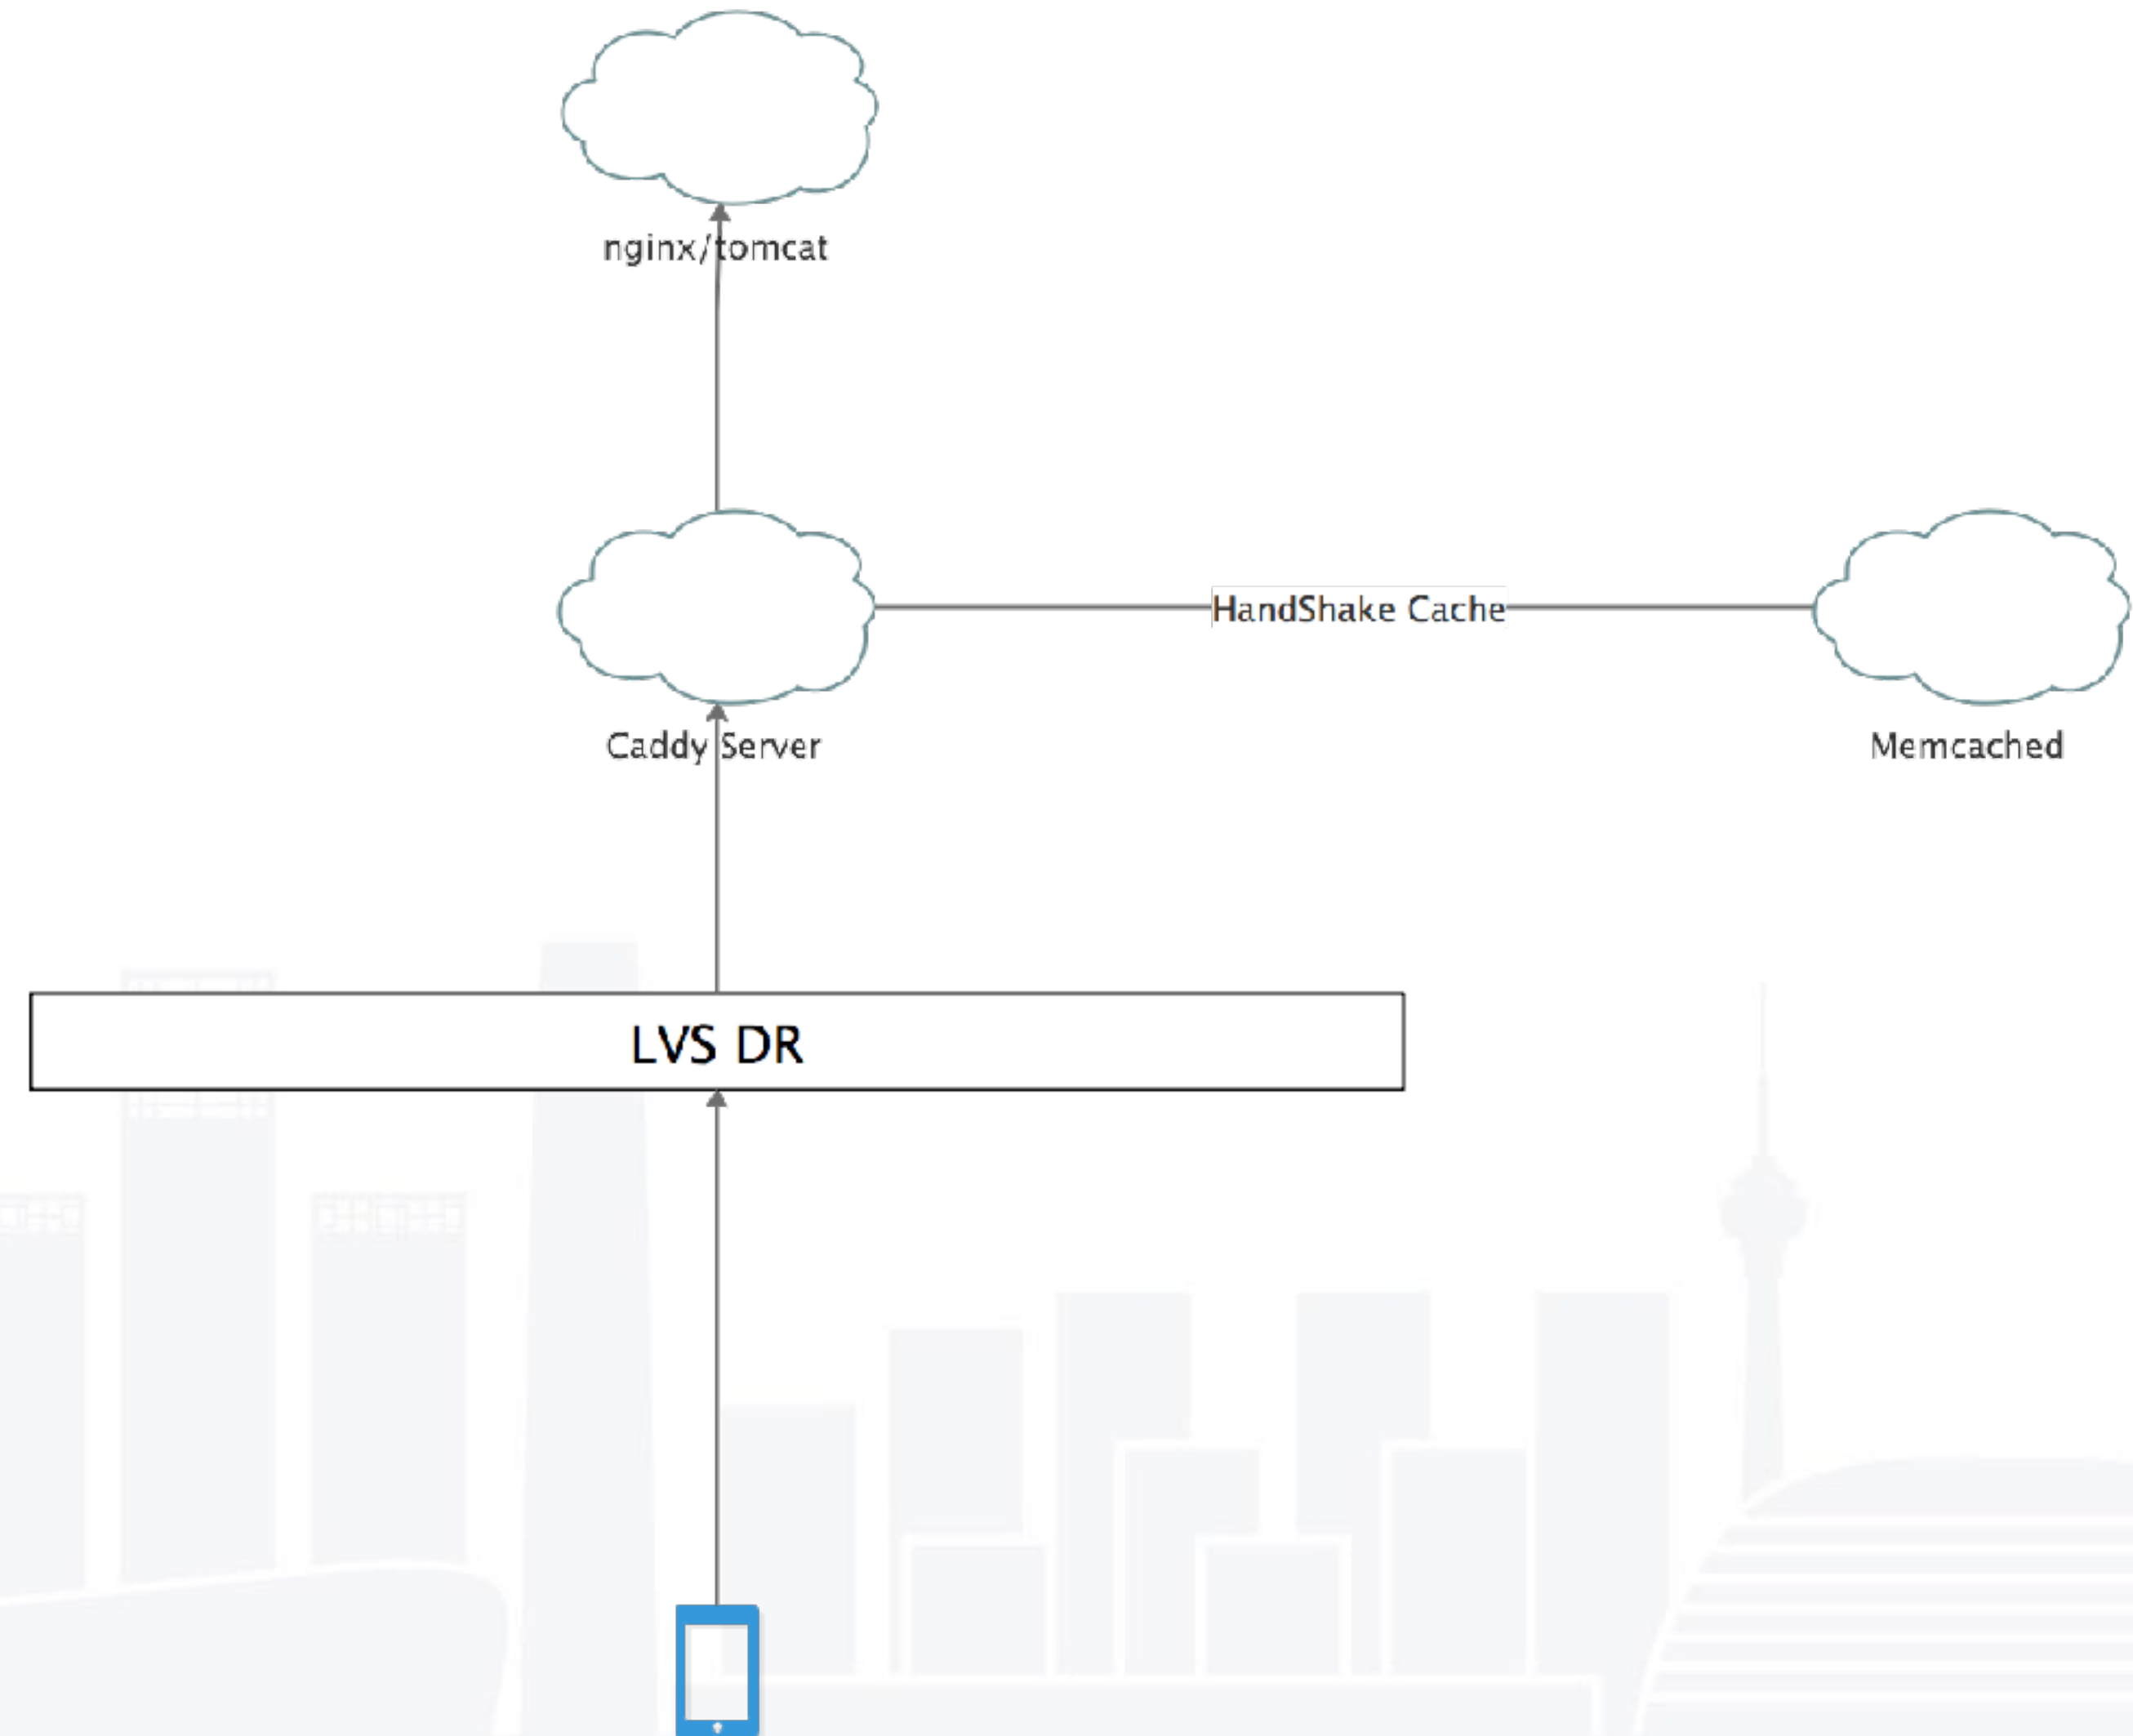 nginx/tomcat
HandShake Cache
Caddy Server
Memcached
LVS DR